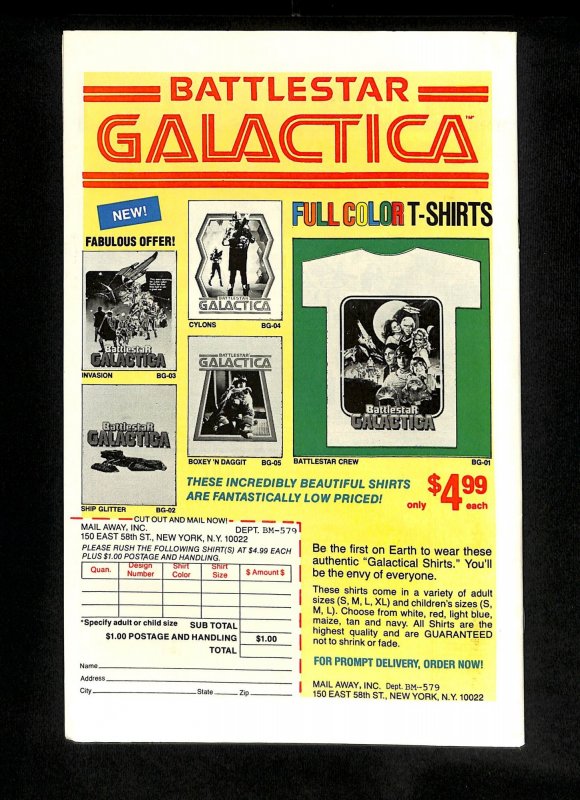 BATTLESTAR
GALACTICA™
NEW!
FABULOUS OFFER!
FULL COLOR T-SHIRTS
BattlestaR
GALACTICA
INVASION BG-03
BATTLESTAR
GALACTICA
CYLONS BG-04
BattlestaR
GALACTICA
SHIP GLITTER BG-02
BATTLESTAR
GALACTICA
BOXEY 'N DAGGIT BG-05
BattlestaR
GALACTICA
BATTLESTAR CREW BG-01
THESE INCREDIBLY BEAUTIFUL SHIRTS
ARE FANTASTICALLY LOW PRICED!
only $4.99 each
CUT OUT AND MAIL NOW!
MAIL AWAY, INC. DEPT. BM-579
150 EAST 58th ST., NEW YORK, N.Y. 10022
PLEASE RUSH THE FOLLOWING SHIRT(S) AT $4.99 EACH
PLUS $1.00 POSTAGE AND HANDLING.
Quan. Design Number Shirt Color Shirt Size $ Amount $
*Specify adult or child size SUB TOTAL
$1.00 POSTAGE AND HANDLING $1.00
TOTAL
Name
Address
City State Zip
Be the first on Earth to wear these
authentic "Galactical Shirts." You'll
be the envy of everyone.
These shirts come in a variety of adult
sizes (S, M, L, XL) and children's sizes (S,
M, L). Choose from white, red, light blue,
maize, tan and navy. All Shirts are the
highest quality and are GUARANTEED
not to shrink or fade.
FOR PROMPT DELIVERY, ORDER NOW!
MAIL AWAY, INC. Dept. BM-579
150 EAST 58th ST., NEW YORK, N.Y. 10022